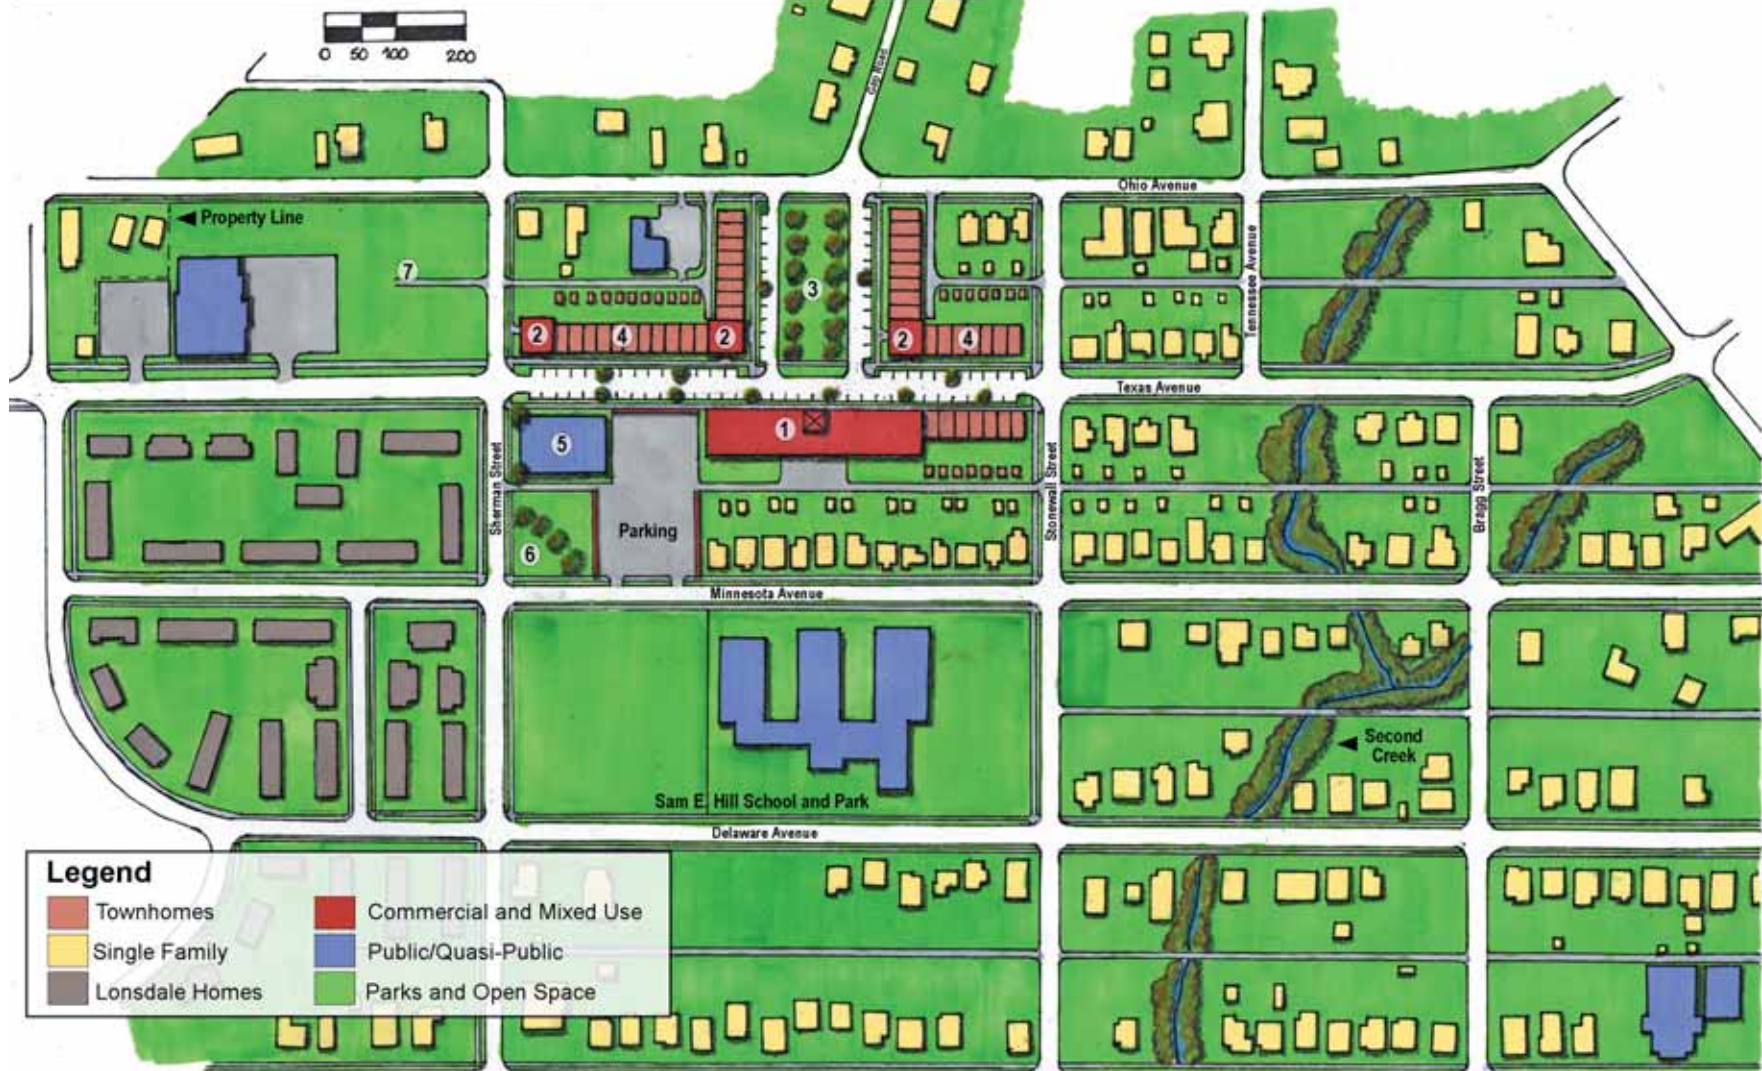 0 50 100 200
Gap Road
Ohio Avenue
Property Line
7
3
Tennessee Avenue
2
4
2
2
4
Texas Avenue
1
5
Sherman Street
Stonewall Street
Bragg Street
Parking
6
Minnesota Avenue
Second
Creek
Sam E. Hill School and Park
Delaware Avenue
Legend
Townhomes
Single Family
Lonsdale Homes
Commercial and Mixed Use
Public/Quasi-Public
Parks and Open Space